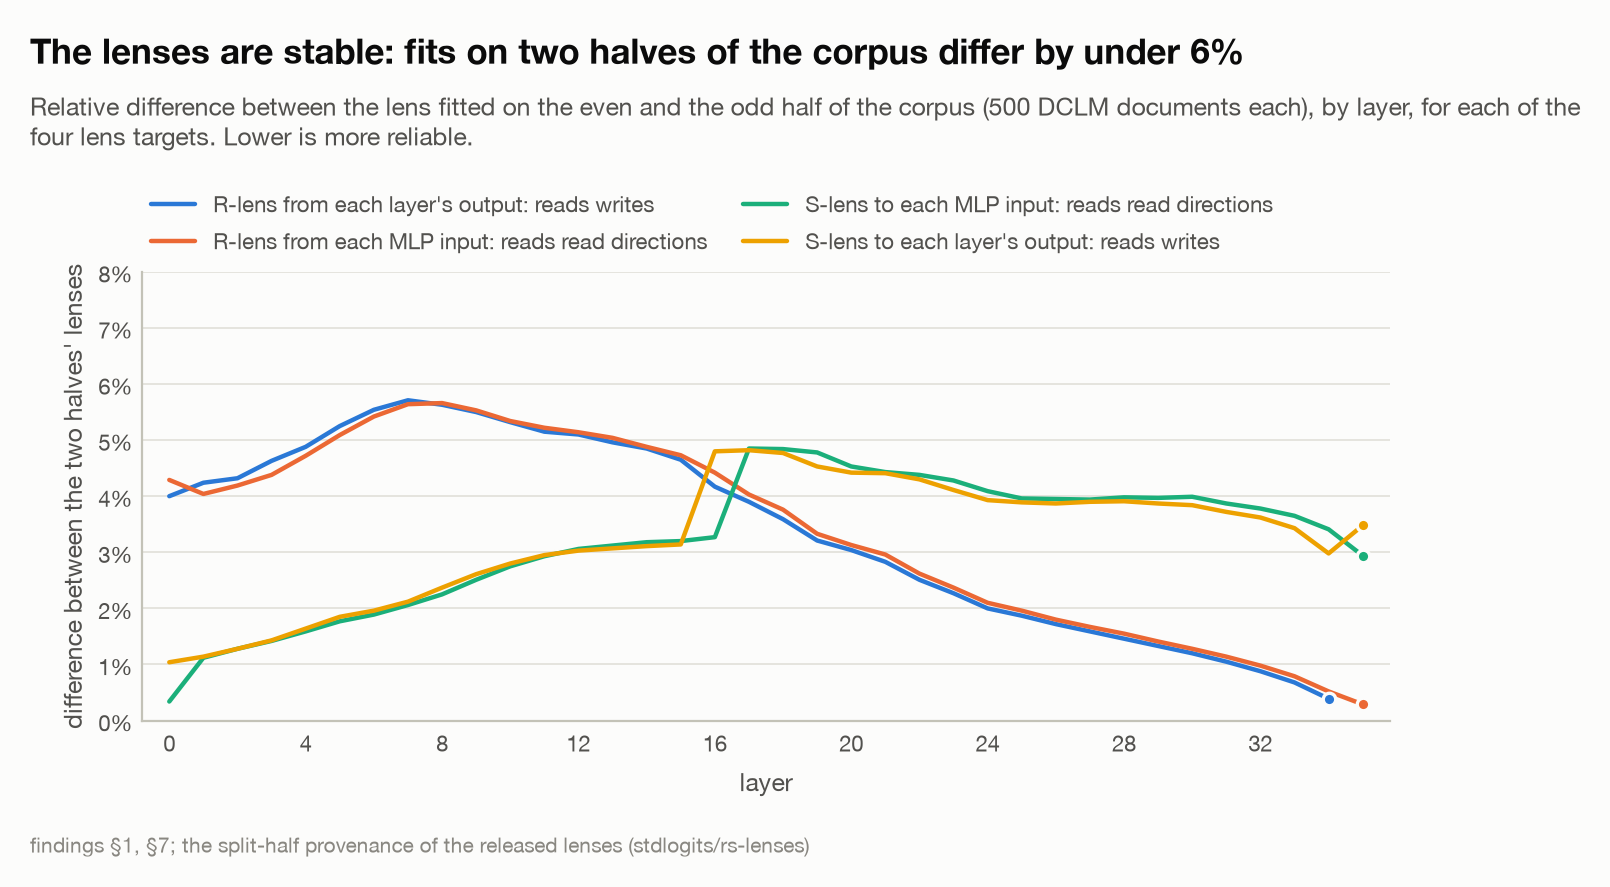 The lenses are stable: fits on two halves of the corpus differ by under 6%
Relative difference between the lens fitted on the even and the odd half of the corpus (500 DCLM documents each), by layer, for each of the
four lens targets. Lower is more reliable.
R-lens from each layer's output: reads writes
S-lens to each MLP input: reads read directions
R-lens from each MLP input: reads read directions
S-lens to each layer's output: reads writes
difference between the two halves' lenses
8%
7%
6%
5%
4%
3%
2%
1%
0%
0 4 8 12 16 20 24 28 32
layer
findings §1, §7; the split-half provenance of the released lenses (stdlogits/rs-lenses)